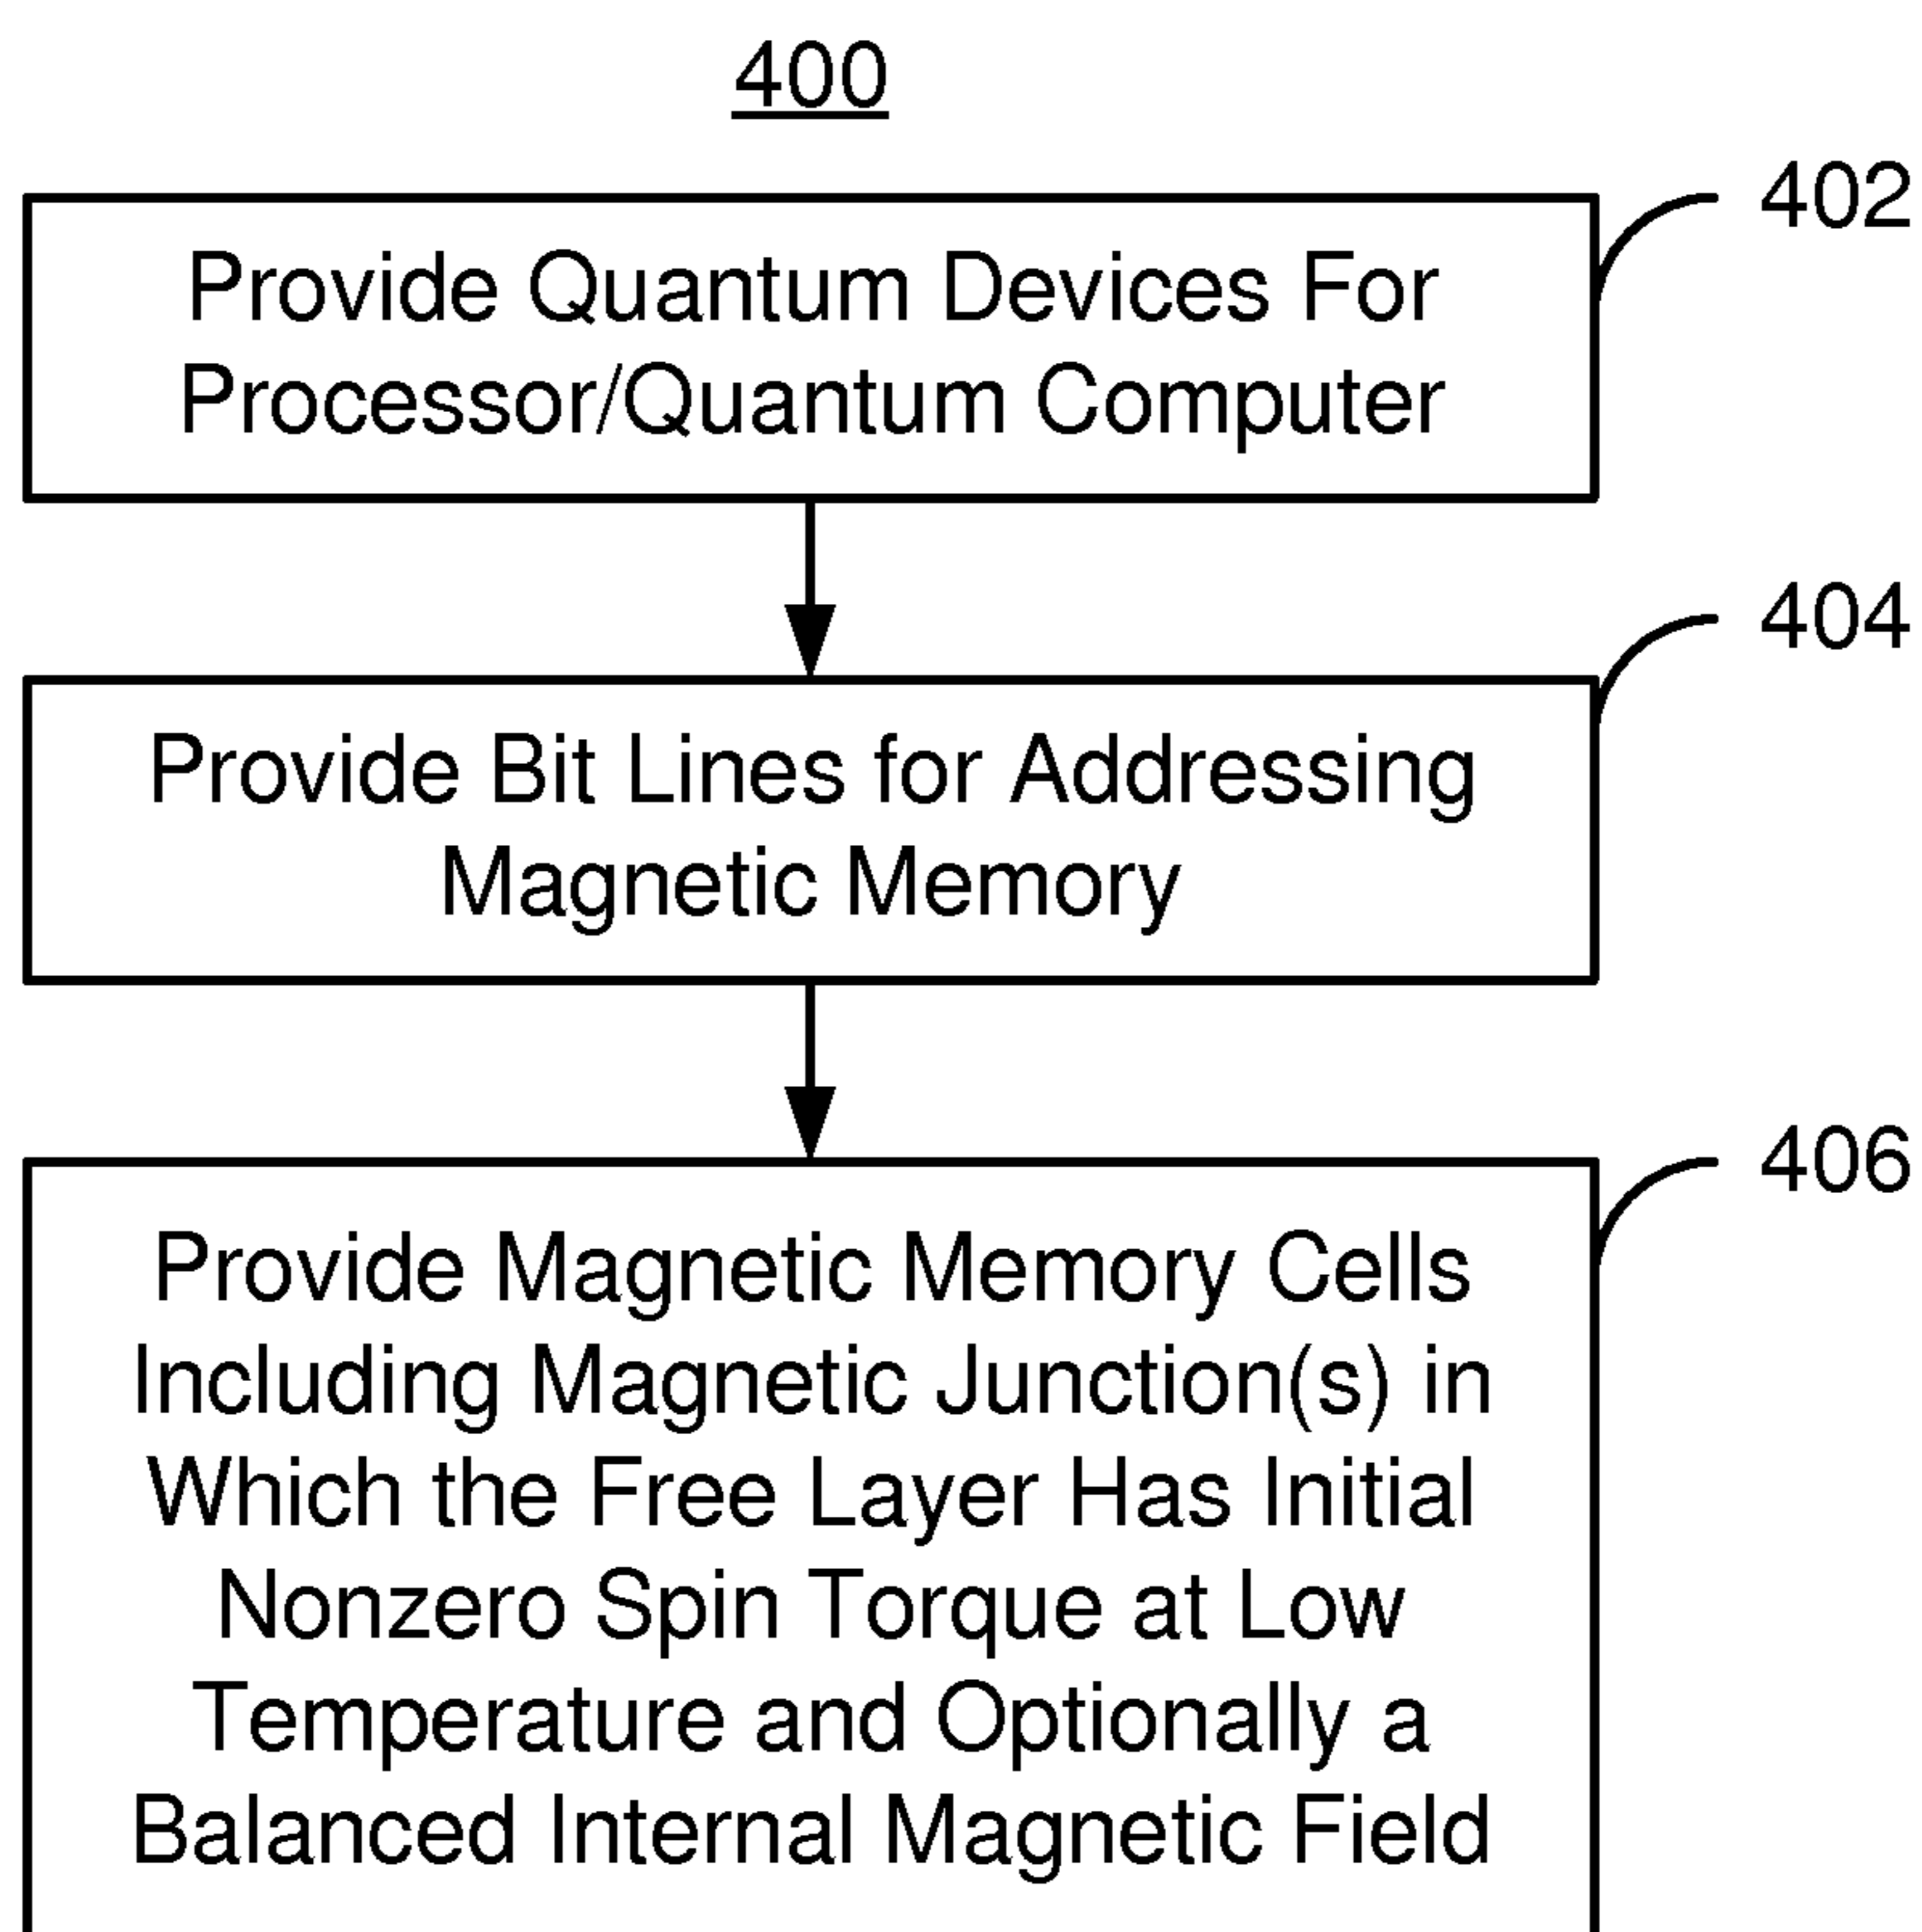 400
402
Provide Quantum Devices For
Processor/Quantum Computer
404
Provide Bit Lines for Addressing
Magnetic Memory
406
Provide Magnetic Memory Cells
Including Magnetic Junction(s) in
Which the Free Layer Has Initial
Nonzero Spin Torque at Low
Temperature and Optionally a
Balanced Internal Magnetic Field